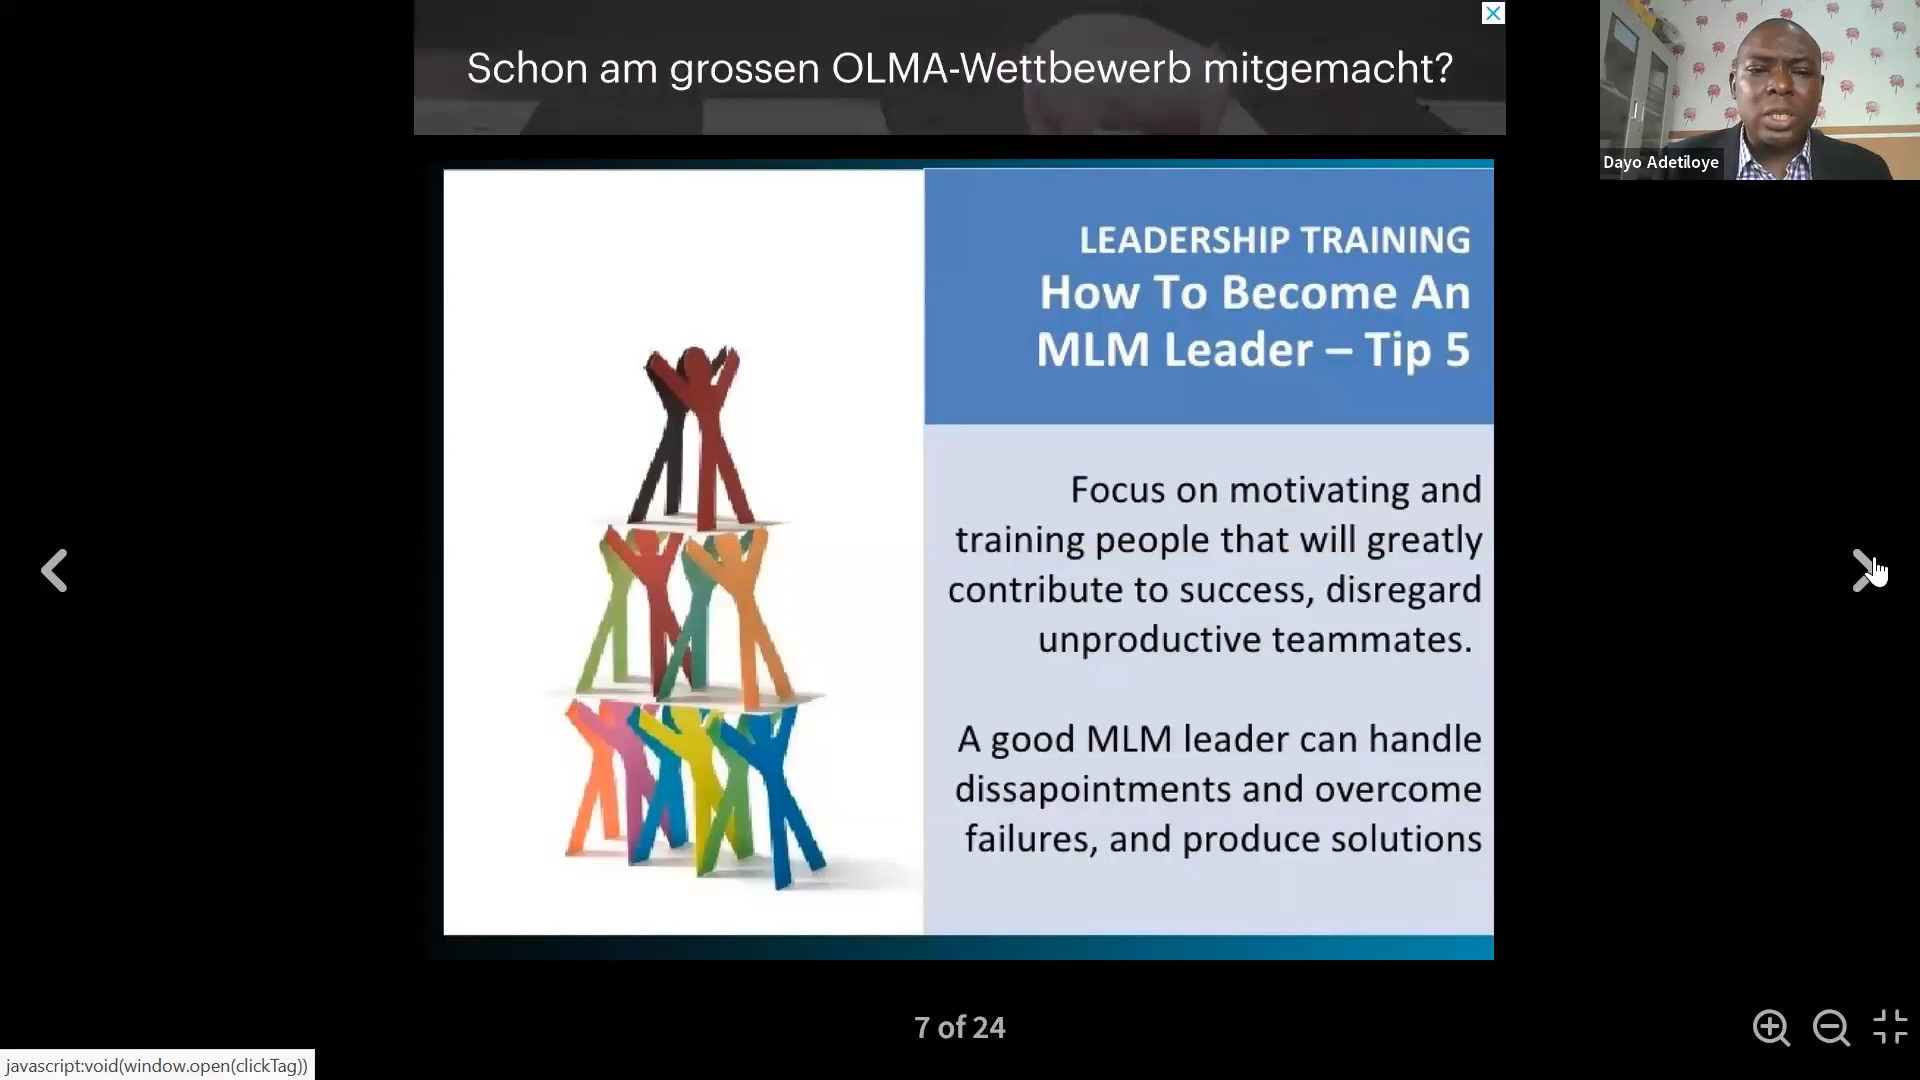 Schon am grossen OLMA-Wettbewerb mitgemacht?
Dayo Adetiloye
LEADERSHIP TRAINING
How To Become An
MLM Leader – Tip 5
Focus on motivating and
training people that will greatly
contribute to success, disregard
unproductive teammates.
A good MLM leader can handle
dissapointments and overcome
failures, and produce solutions
7 of 24
javascript:void(window.open(clickTag))